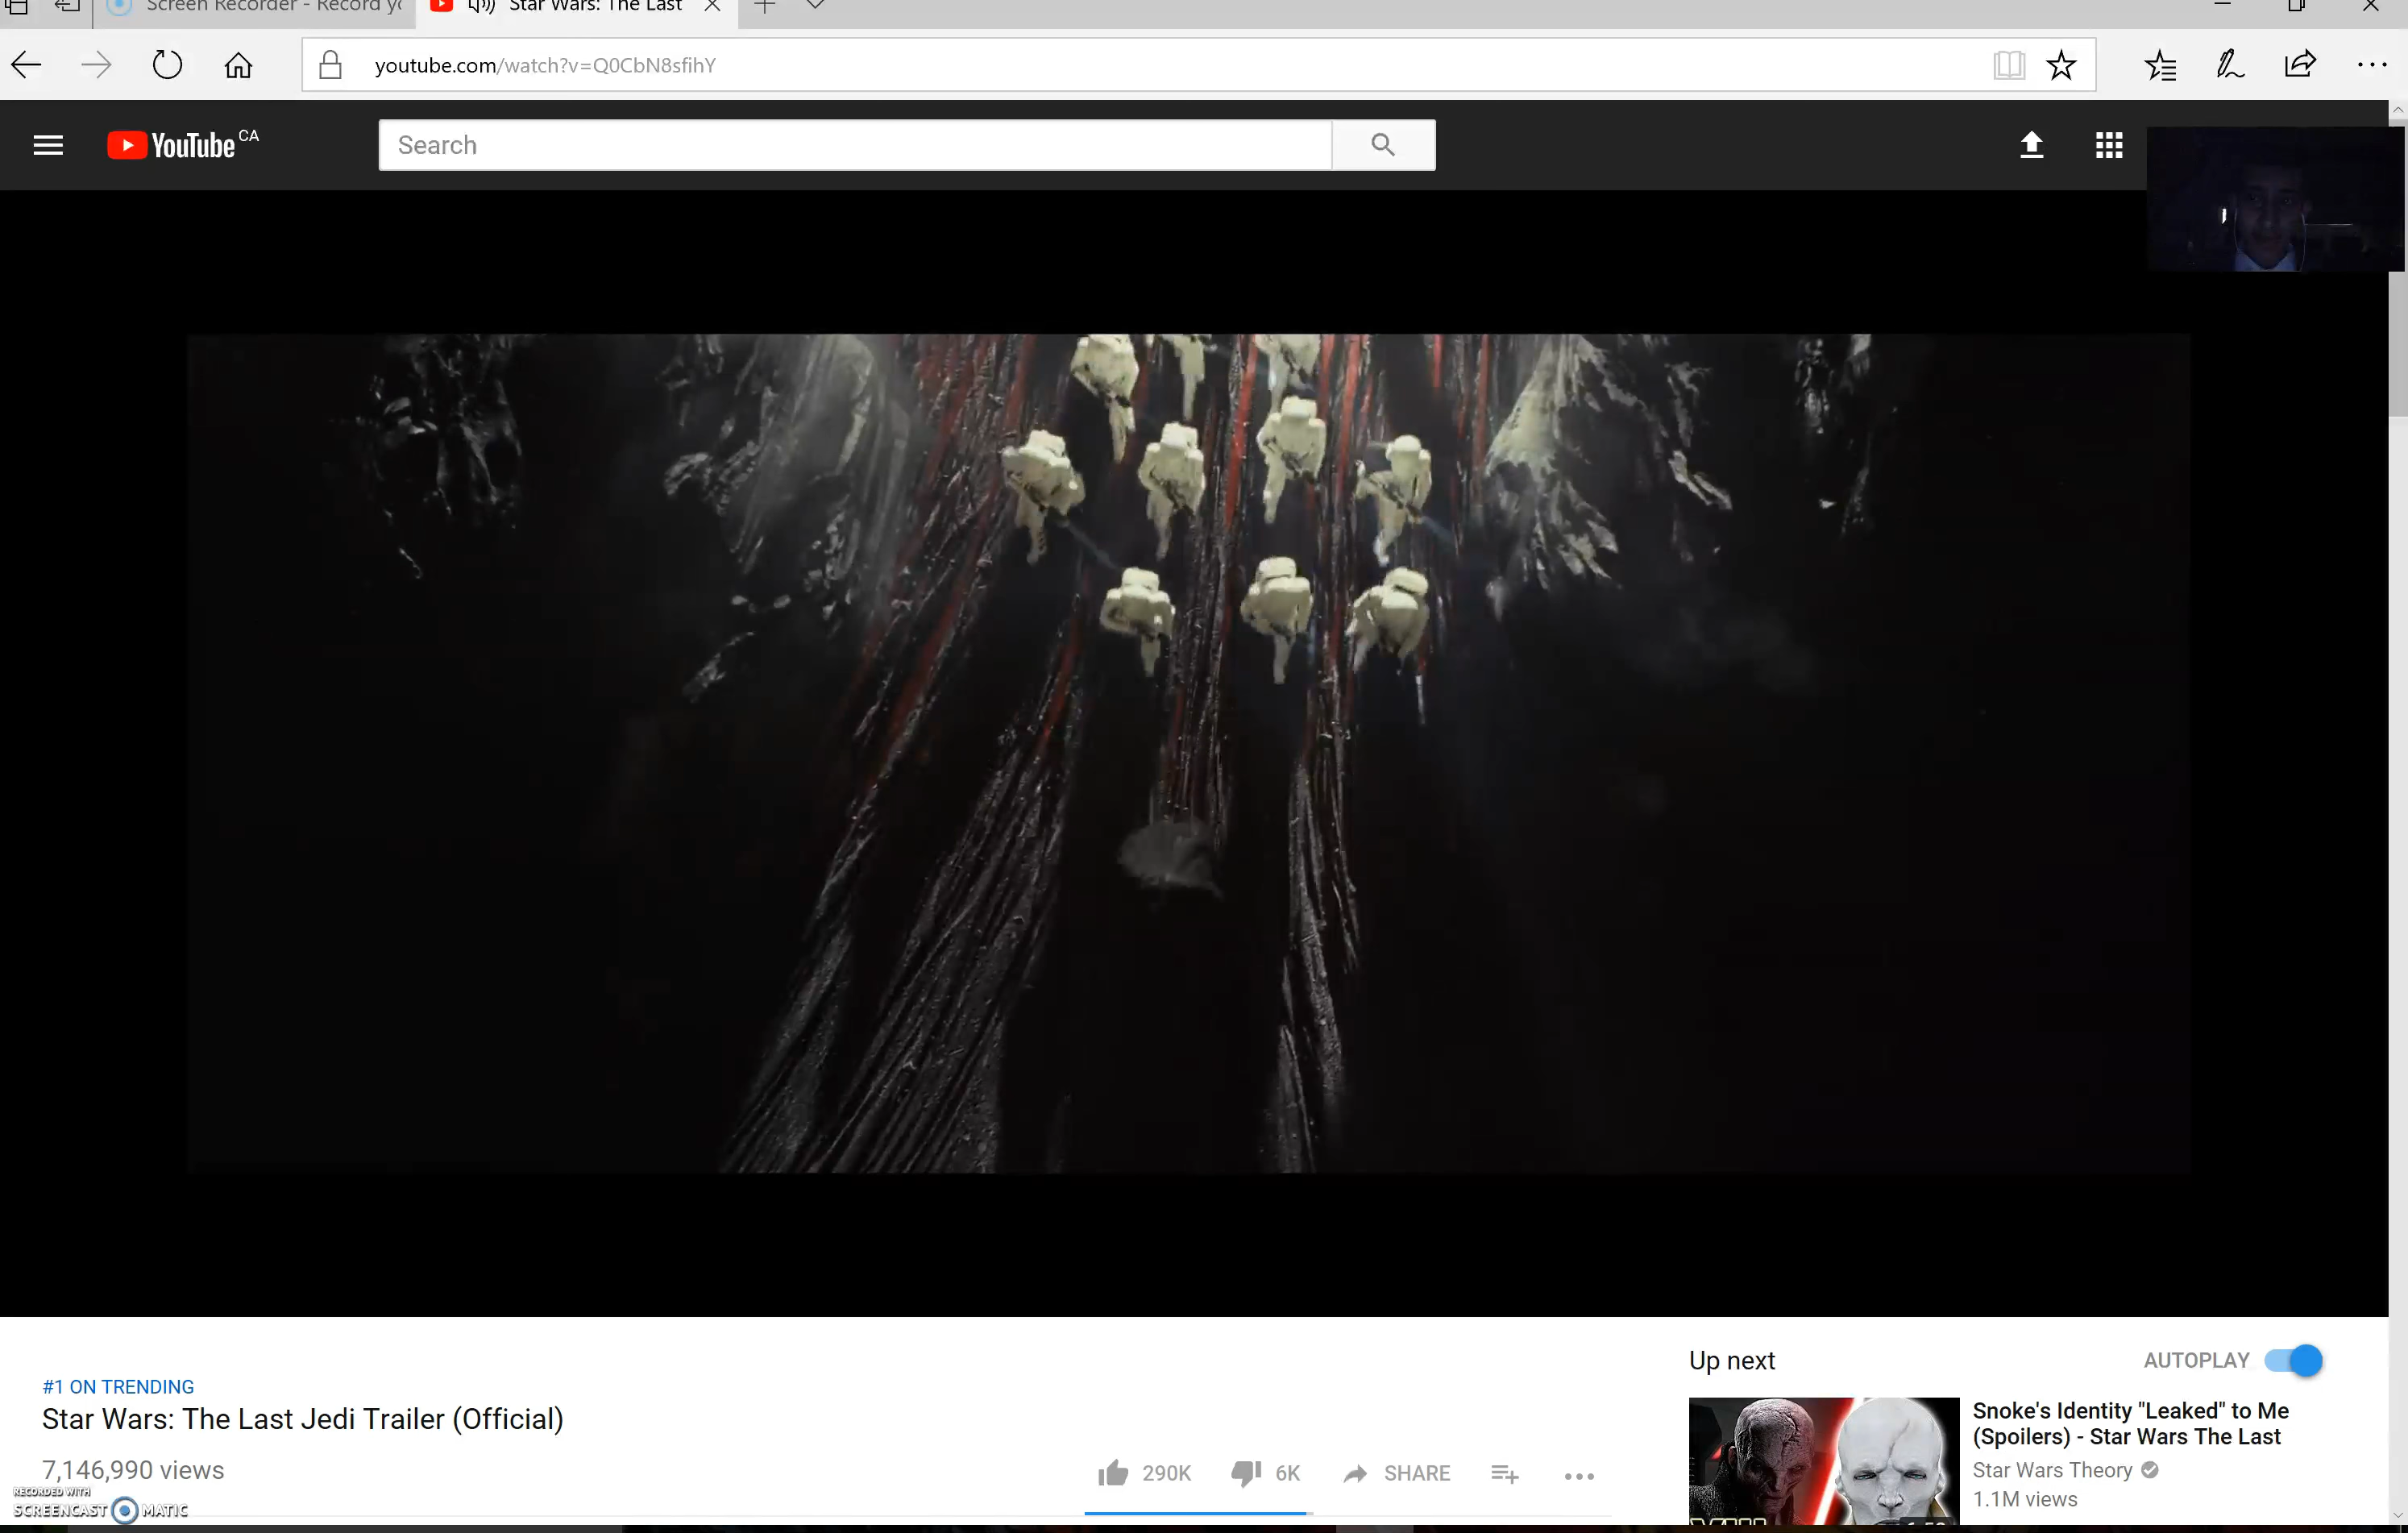 Screen Recorder - Record yo
Star Wars: The Last
youtube.com/watch?v=Q0CbN8sfihY
YouTube CA
Search
#1 ON TRENDING
Star Wars: The Last Jedi Trailer (Official)
7,146,990 views
290K
6K
SHARE
Up next
AUTOPLAY
Snoke's Identity "Leaked" to Me
(Spoilers) - Star Wars The Last
Star Wars Theory
1.1M views
RECORDED WITH
SCREENCAST MATIC